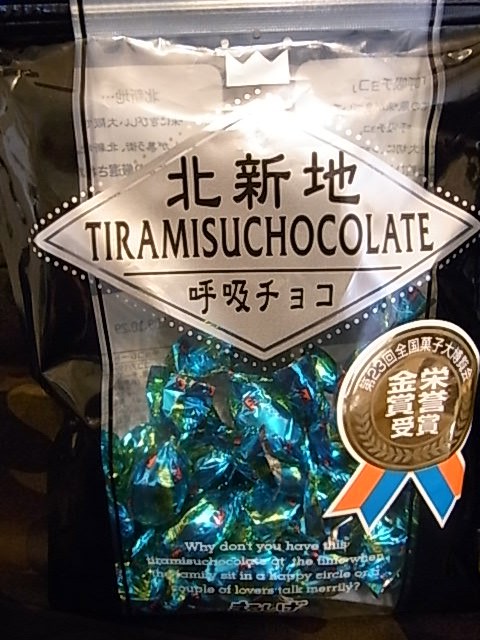 北新地
TIRAMISUCHOCOLATE
呼吸チョコ
第23回全国菓子大博覧会
栄誉賞
金賞受
Why don't you have this
tiramisuchocolate at the time when
the family sit in a happy circle or a
couple of lovers talk merrily?